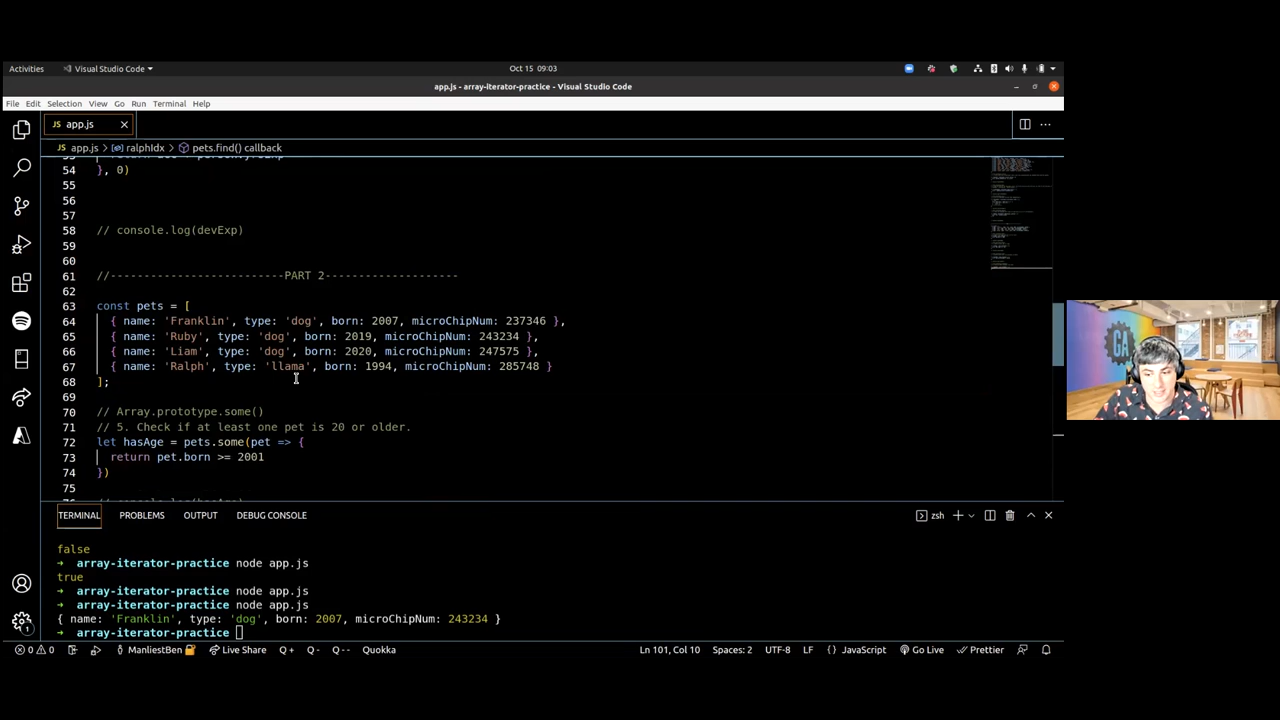 Activities
Visual Studio Code
Oct 15 09:03
app.js - array-iterator-practice - Visual Studio Code
File Edit Selection View Go Run Terminal Help
JS app.js
JS app.js > ralphIdx > pets.find() callback
54 }, 0)
55
56
57
58 // console.log(devExp)
59
60
61 //--------------------------PART 2-------------------
62
63 const pets = [
64 { name: 'Franklin', type: 'dog', born: 2007, microChipNum: 237346 },
65 { name: 'Ruby', type: 'dog', born: 2019, microChipNum: 243234 },
66 { name: 'Liam', type: 'dog', born: 2020, microChipNum: 247575 },
67 { name: 'Ralph', type: 'llama', born: 1994, microChipNum: 285748 }
68 ];
69
70 // Array.prototype.some()
71 // 5. Check if at least one pet is 20 or older.
72 let hasAge = pets.some(pet => {
73 return pet.born >= 2001
74 })
75
TERMINAL PROBLEMS OUTPUT DEBUG CONSOLE
zsh
false
➜ array-iterator-practice node app.js
true
➜ array-iterator-practice node app.js
➜ array-iterator-practice node app.js
{ name: 'Franklin', type: 'dog', born: 2007, microChipNum: 243234 }
➜ array-iterator-practice
0 0 ManliestBen Live Share Q+ Q- Q-- Quokka
Ln 101, Col 10 Spaces: 2 UTF-8 LF {} JavaScript Go Live Prettier
GA